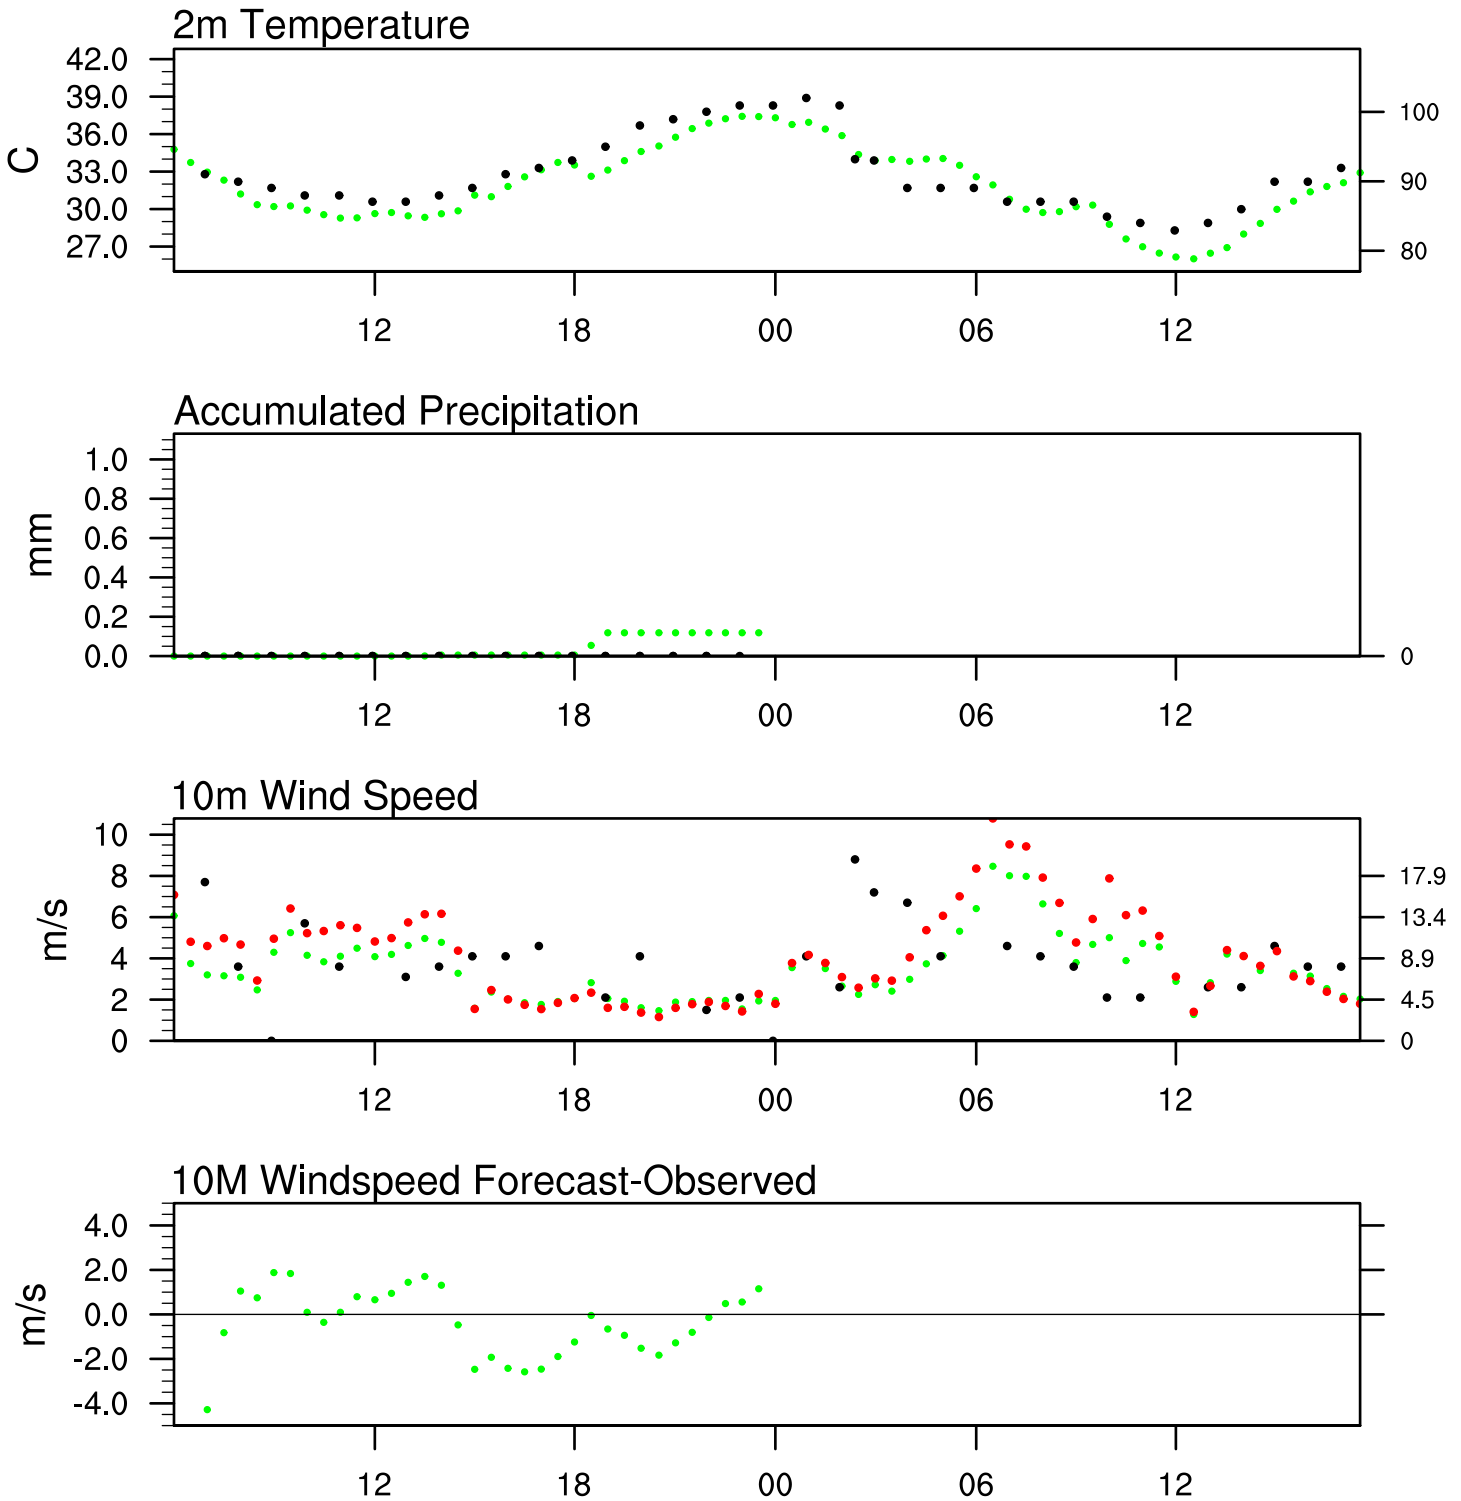 2m Temperature
42.0
39.0
36.0
33.0
30.0
27.0
C
100
90
80
12 18 00 06 12
Accumulated Precipitation
1.0
0.8
0.6
0.4
0.2
0.0
mm
0
12 18 00 06 12
10m Wind Speed
10
8
6
4
2
0
m/s
17.9
13.4
8.9
4.5
0
12 18 00 06 12
10M Windspeed Forecast-Observed
4.0
2.0
0.0
-2.0
-4.0
m/s
12 18 00 06 12